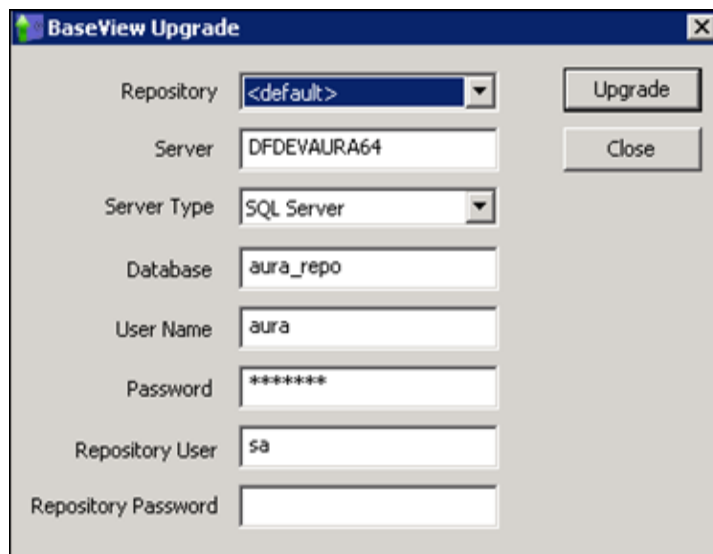 BaseView Upgrade
Repository <default> Upgrade
Server DFDEVAURA64 Close
Server Type SQL Server
Database aura_repo
User Name aura
Password *******
Repository User sa
Repository Password